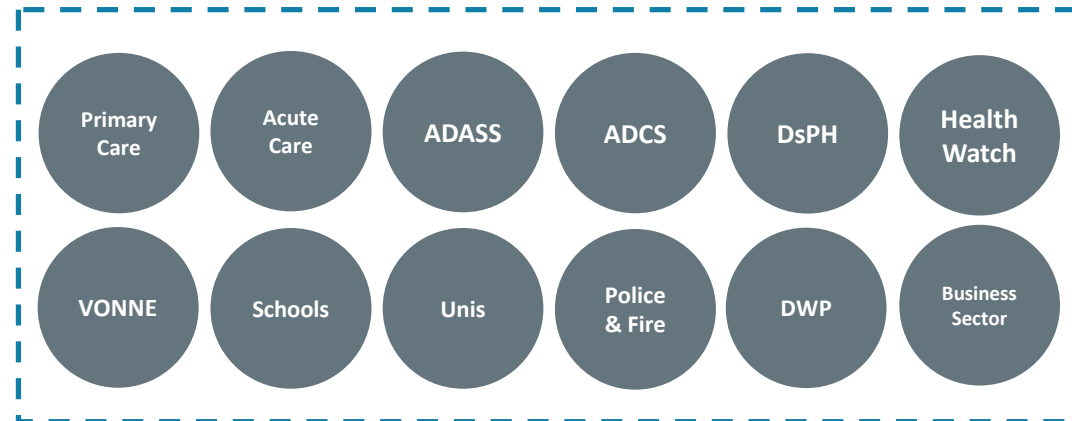 Primary
Care
Acute
Care
ADASS
ADCS
DsPH
Health
Watch
VONNE
Schools
Unis
Police
& Fire
DWP
Business
Sector